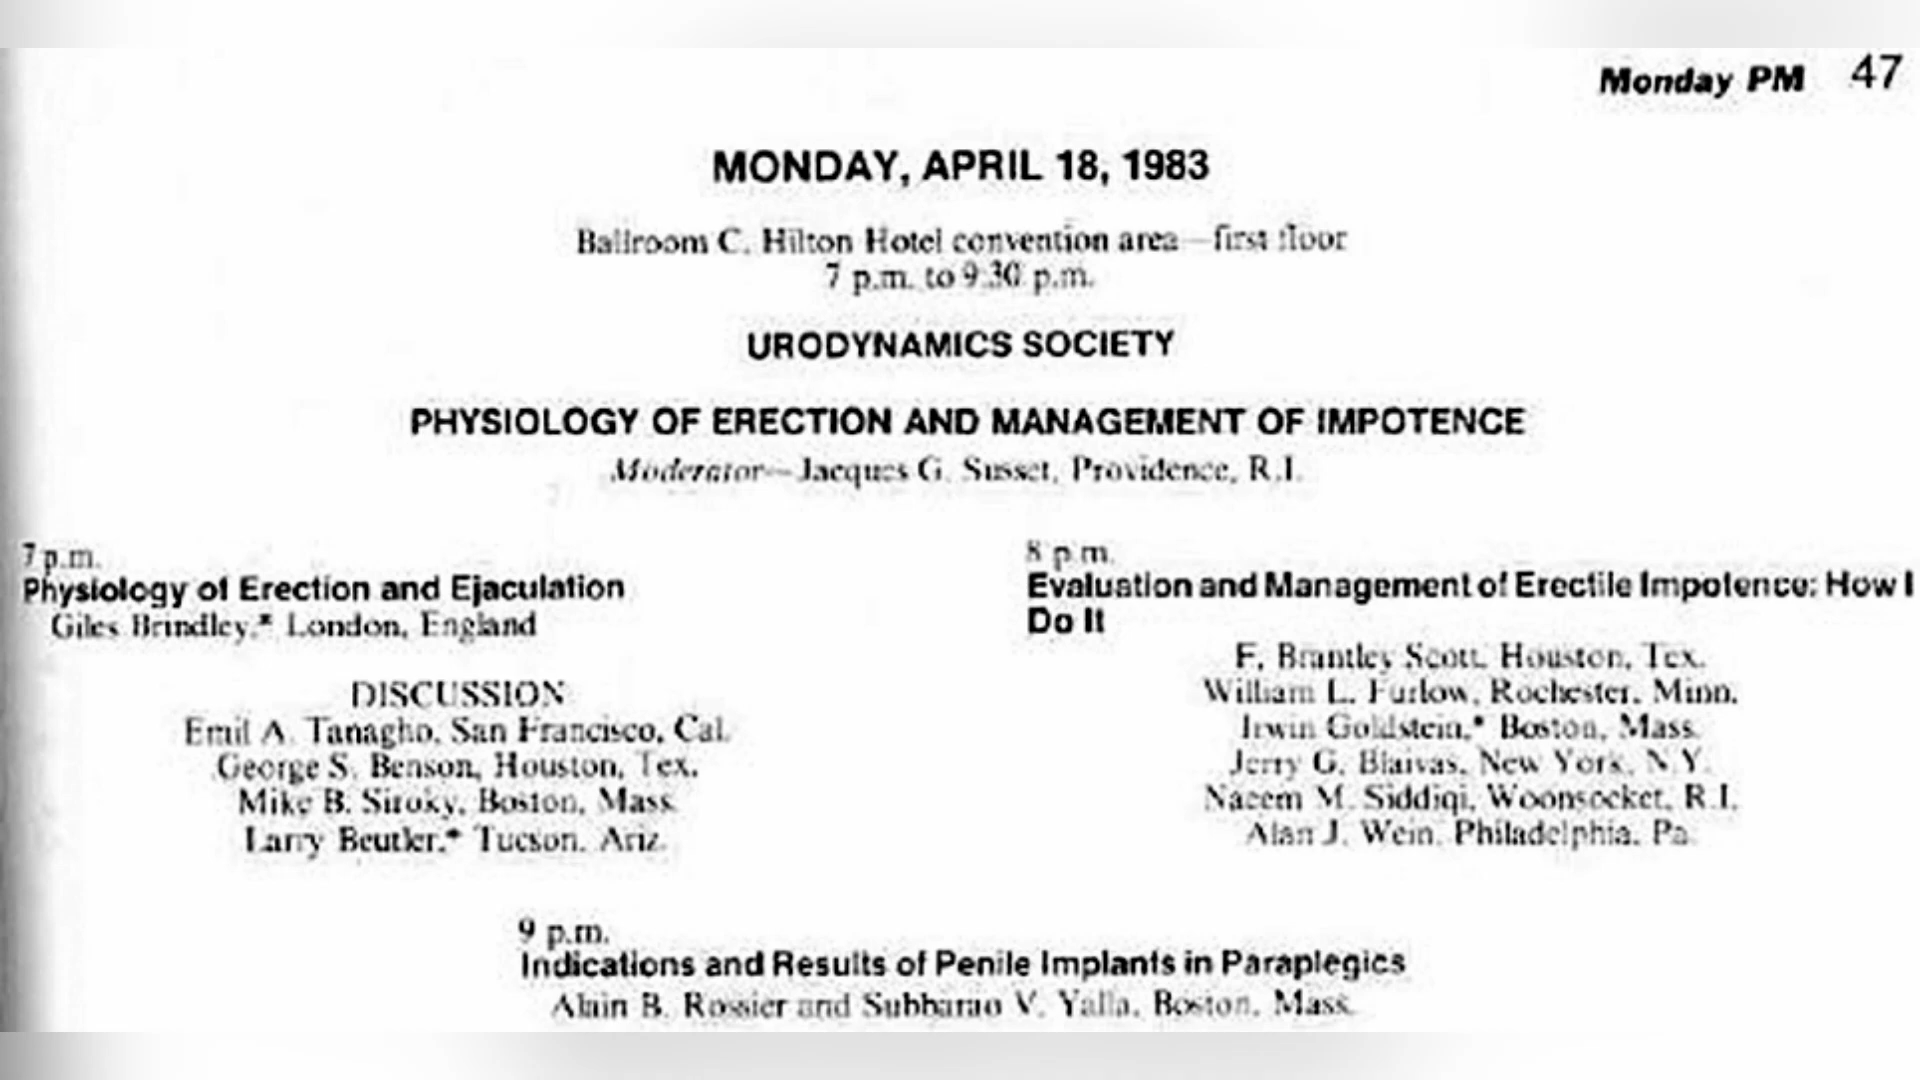 Monday PM 47
MONDAY, APRIL 18, 1983
Ballroom C, Hilton Hotel convention area—first floor
7 p.m. to 9:30 p.m.
URODYNAMICS SOCIETY
PHYSIOLOGY OF ERECTION AND MANAGEMENT OF IMPOTENCE
Moderator—Jacques G. Susset, Providence, R.I.
7 p.m.
Physiology of Erection and Ejaculation
Giles Brindley,* London, England
DISCUSSION
Emil A. Tanagho, San Francisco, Cal.
George S. Benson, Houston, Tex.
Mike B. Siroky, Boston, Mass.
Larry Beutler,* Tucson, Ariz.
8 p.m.
Evaluation and Management of Erectile Impotence: How I
Do It
F. Brantley Scott, Houston, Tex.
William L. Furlow, Rochester, Minn.
Irwin Goldstein,* Boston, Mass.
Jerry G. Blaivas, New York, N.Y.
Naeem M. Siddiqi, Woonsocket, R.I.
Alan J. Wein, Philadelphia, Pa.
9 p.m.
Indications and Results of Penile Implants in Paraplegics
Alain B. Rossier and Subbarao V. Yalla, Boston, Mass.